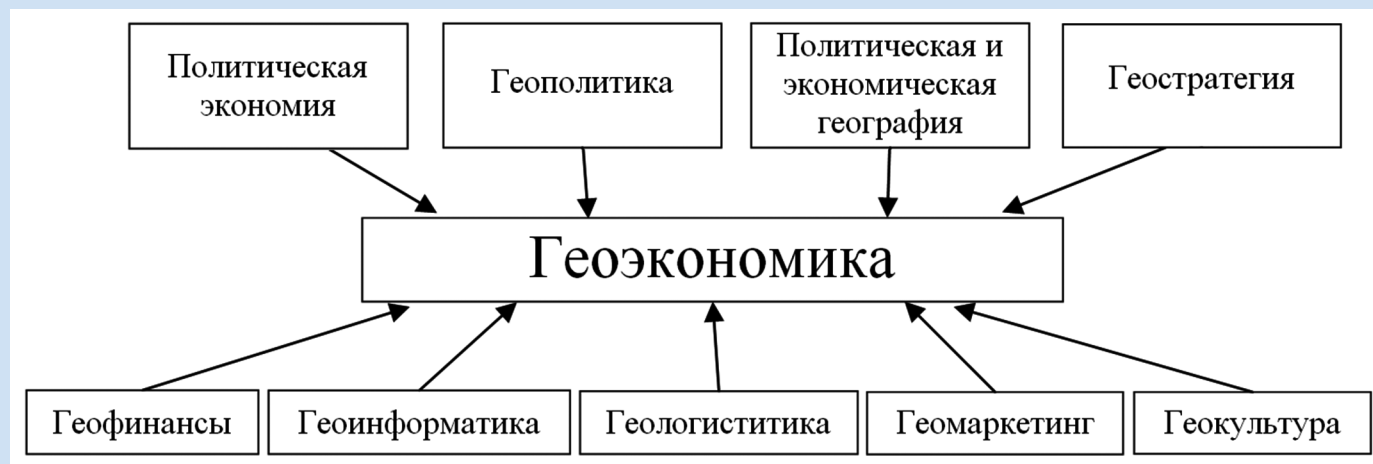 Политическая
экономия
Геополитика
Политическая и
экономическая
география
Геостратегия
Геоэкономика
Геофинансы
Геоинформатика
Геологиститика
Геомаркетинг
Геокультура